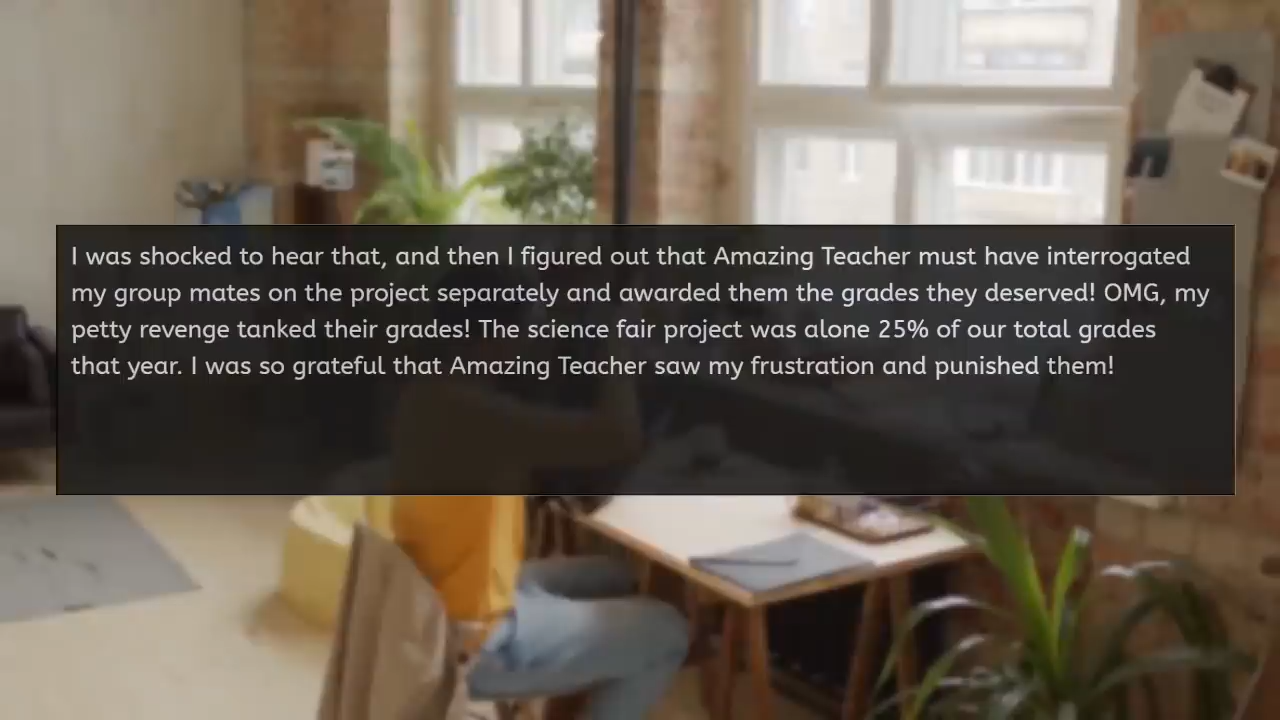 I was shocked to hear that, and then I figured out that Amazing Teacher must have interrogated
my group mates on the project separately and awarded them the grades they deserved! OMG, my
petty revenge tanked their grades! The science fair project was alone 25% of our total grades
that year. I was so grateful that Amazing Teacher saw my frustration and punished them!